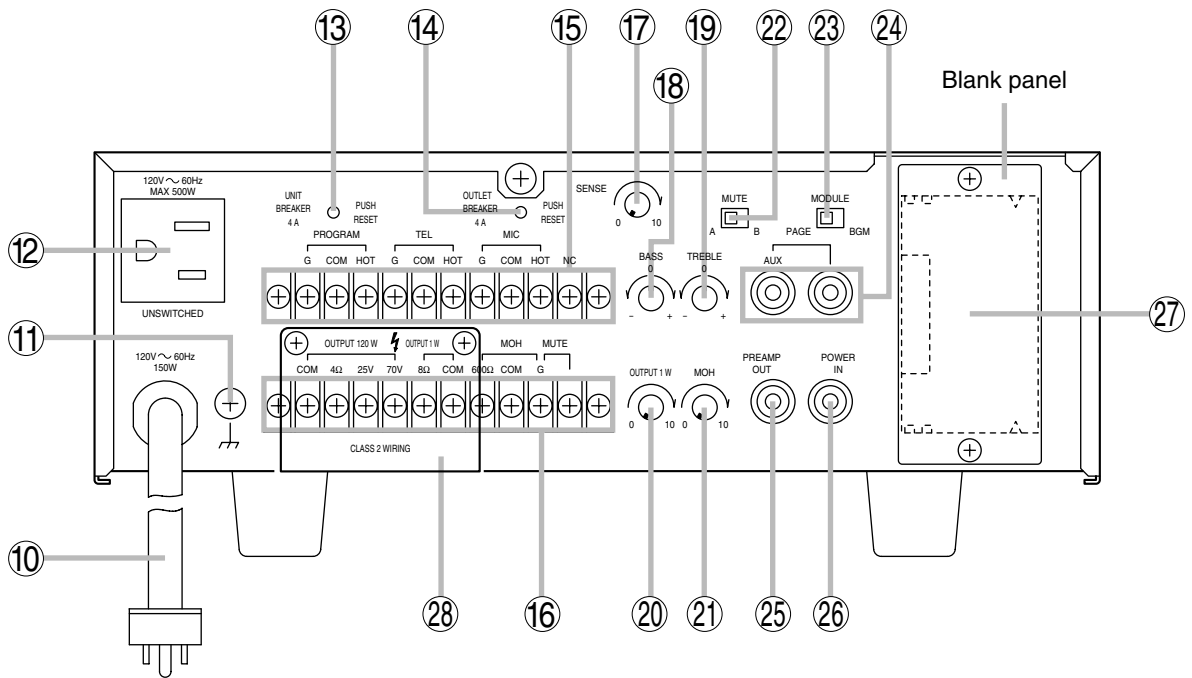 ⑬ ⑭ ⑮ ⑰ ⑲ ㉒ ㉓ ㉔
⑱
Blank panel
120V～60Hz
MAX 500W
UNIT
BREAKER
4 A
PUSH
RESET
OUTLET
BREAKER
4 A
PUSH
RESET
SENSE
0 10
MUTE
A B
MODULE
BGM
PROGRAM TEL MIC
G COM HOT G COM HOT G COM HOT NC
BASS
0
− +
TREBLE
0
− +
PAGE
AUX
⑫
UNSWITCHED
㉗
⑪
120V～60Hz
150W
OUTPUT 120 W OUTPUT 1 W MOH MUTE
COM 4Ω 25V 70V 8Ω COM 600Ω COM G
OUTPUT 1 W
0 10
MOH
0 10
PREAMP
OUT
POWER
IN
CLASS 2 WIRING
⑩
㉘ ⑯ ⑳ ㉑ ㉕ ㉖